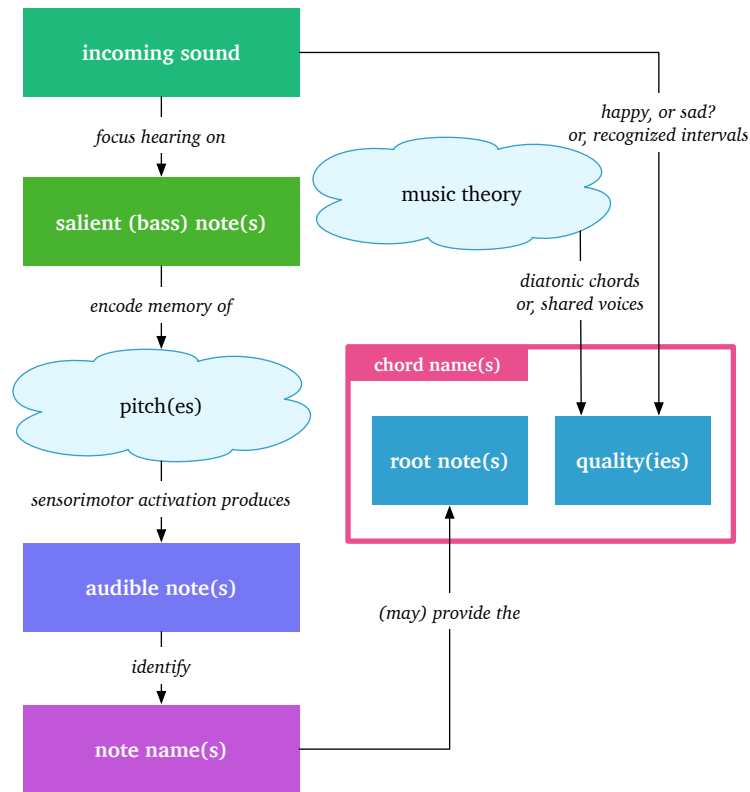 incoming sound
focus hearing on
happy, or sad?
or, recognized intervals
music theory
salient (bass) note(s)
diatonic chords
or, shared voices
encode memory of
chord name(s)
pitch(es)
root note(s)
quality(ies)
sensorimotor activation produces
audible note(s)
(may) provide the
identify
note name(s)